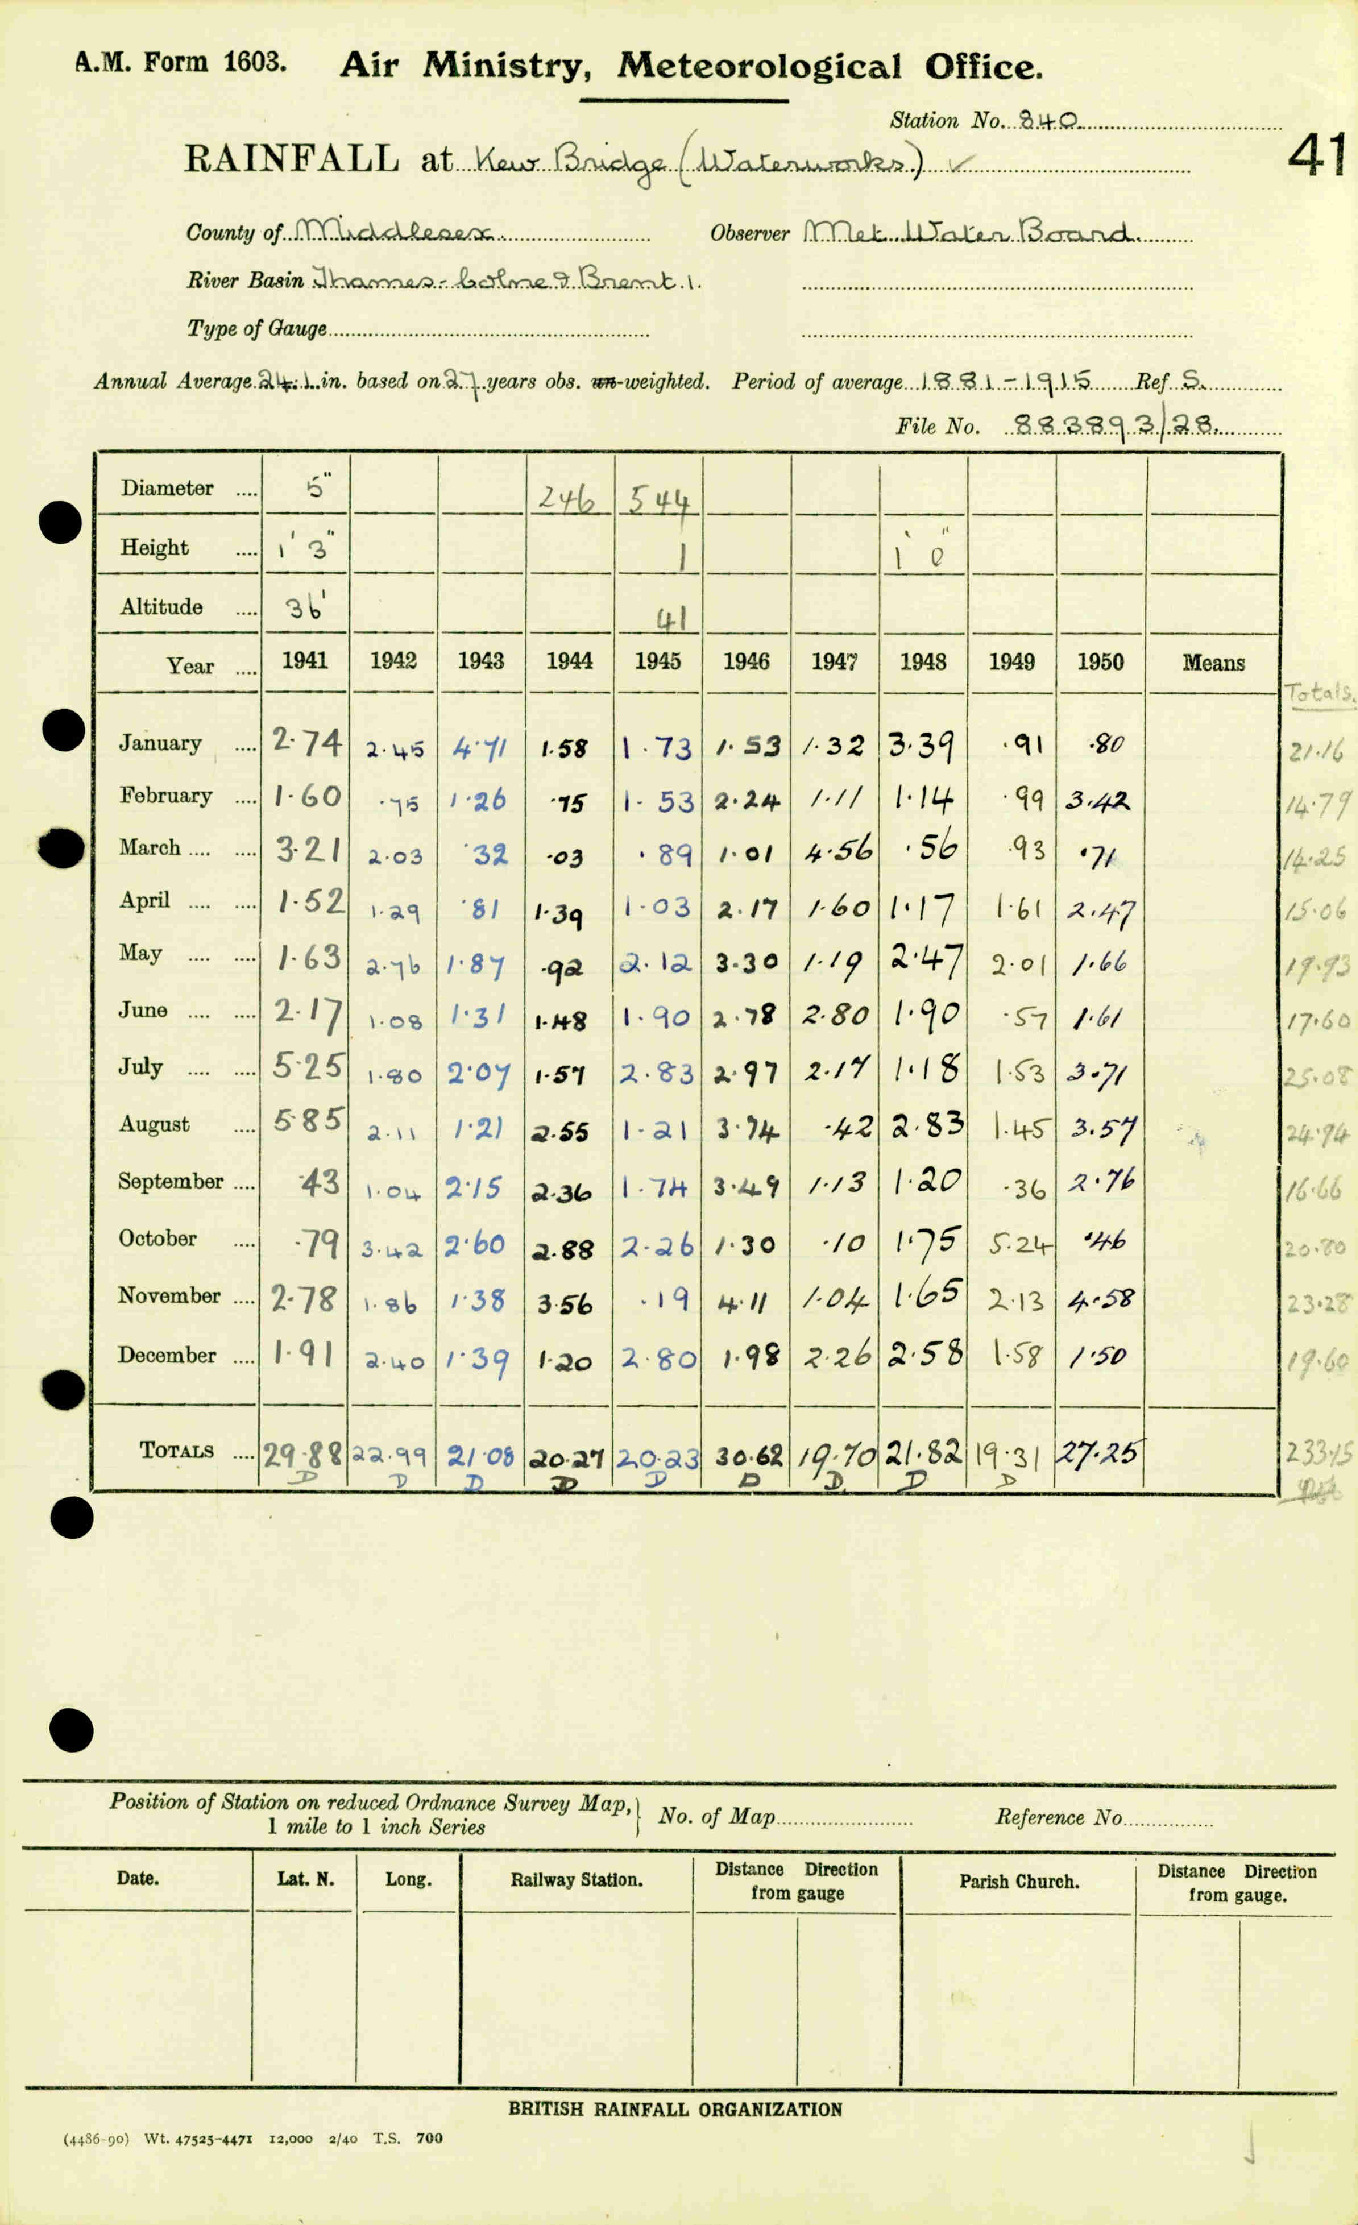 A.M. Form 1603. Air Ministry, Meteorological Office.
Station No. 840
41
RAINFALL at Kew Bridge (Waterworks) ✓
County of Middlesex Observer Met. Water Board.
River Basin Thames-Colne & Brent 1.
Type of Gauge
Annual Average 24.1 in. based on 27 years obs. un-weighted. Period of average 1881-1915 Ref S.
File No. 883893/28
Diameter 5" 246 544
Height 1' 3" 1 1' 0"
Altitude 36' 41
Year 1941 1942 1943 1944 1945 1946 1947 1948 1949 1950 Means
Totals.
January 2.74 2.45 4.71 1.58 1.73 1.53 1.32 3.39 .91 .80 21.16
February 1.60 .75 1.26 .75 1.53 2.24 1.11 1.14 .99 3.42 14.79
March 3.21 2.03 .32 .03 .89 1.01 4.56 .56 .93 .71 14.25
April 1.52 1.29 .81 1.39 1.03 2.17 1.60 1.17 1.61 2.47 15.06
May 1.63 2.76 1.87 .92 2.12 3.30 1.19 2.47 2.01 1.66 19.93
June 2.17 1.08 1.31 1.48 1.90 2.78 2.80 1.90 .57 1.61 17.60
July 5.25 1.80 2.07 1.57 2.83 2.97 2.17 1.18 1.53 3.71 25.08
August 5.85 2.11 1.21 2.55 1.21 3.74 .42 2.83 1.45 3.57 24.94
September .43 1.04 2.15 2.36 1.74 3.49 1.13 1.20 .36 2.76 16.66
October .79 3.42 2.60 2.88 2.26 1.30 .10 1.75 5.24 .46 20.80
November 2.78 1.86 1.38 3.56 .19 4.11 1.04 1.65 2.13 4.58 23.28
December 1.91 2.40 1.39 1.20 2.80 1.98 2.26 2.58 1.58 1.50 19.60
TOTALS 29.88 22.99 21.08 20.27 20.23 30.62 19.70 21.82 19.31 27.25 233.15
D D D D D D D D D
Position of Station on reduced Ordnance Survey Map,
1 mile to 1 inch Series
No. of Map Reference No.
Date. Lat. N. Long. Railway Station. Distance Direction from gauge Parish Church. Distance Direction from gauge.
BRITISH RAINFALL ORGANIZATION
(4486-90) Wt. 47525-4471 12,000 2/40 T.S. 700